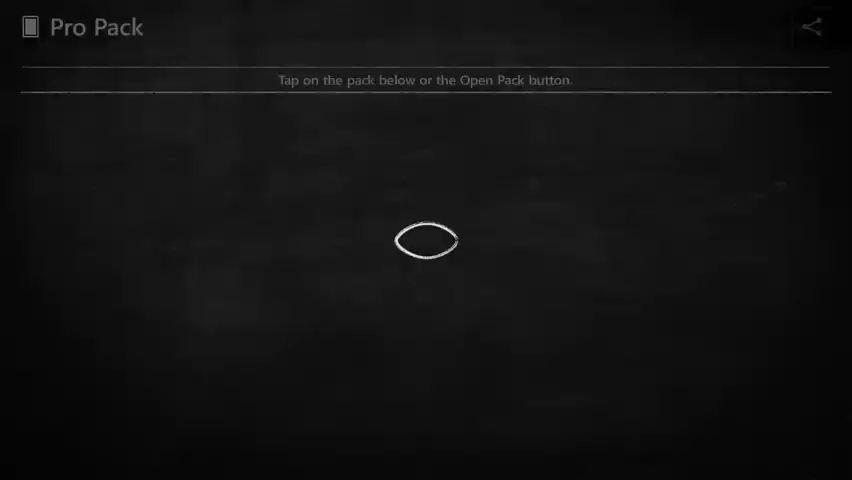 Pro Pack
Tap on the pack below or the Open Pack button.